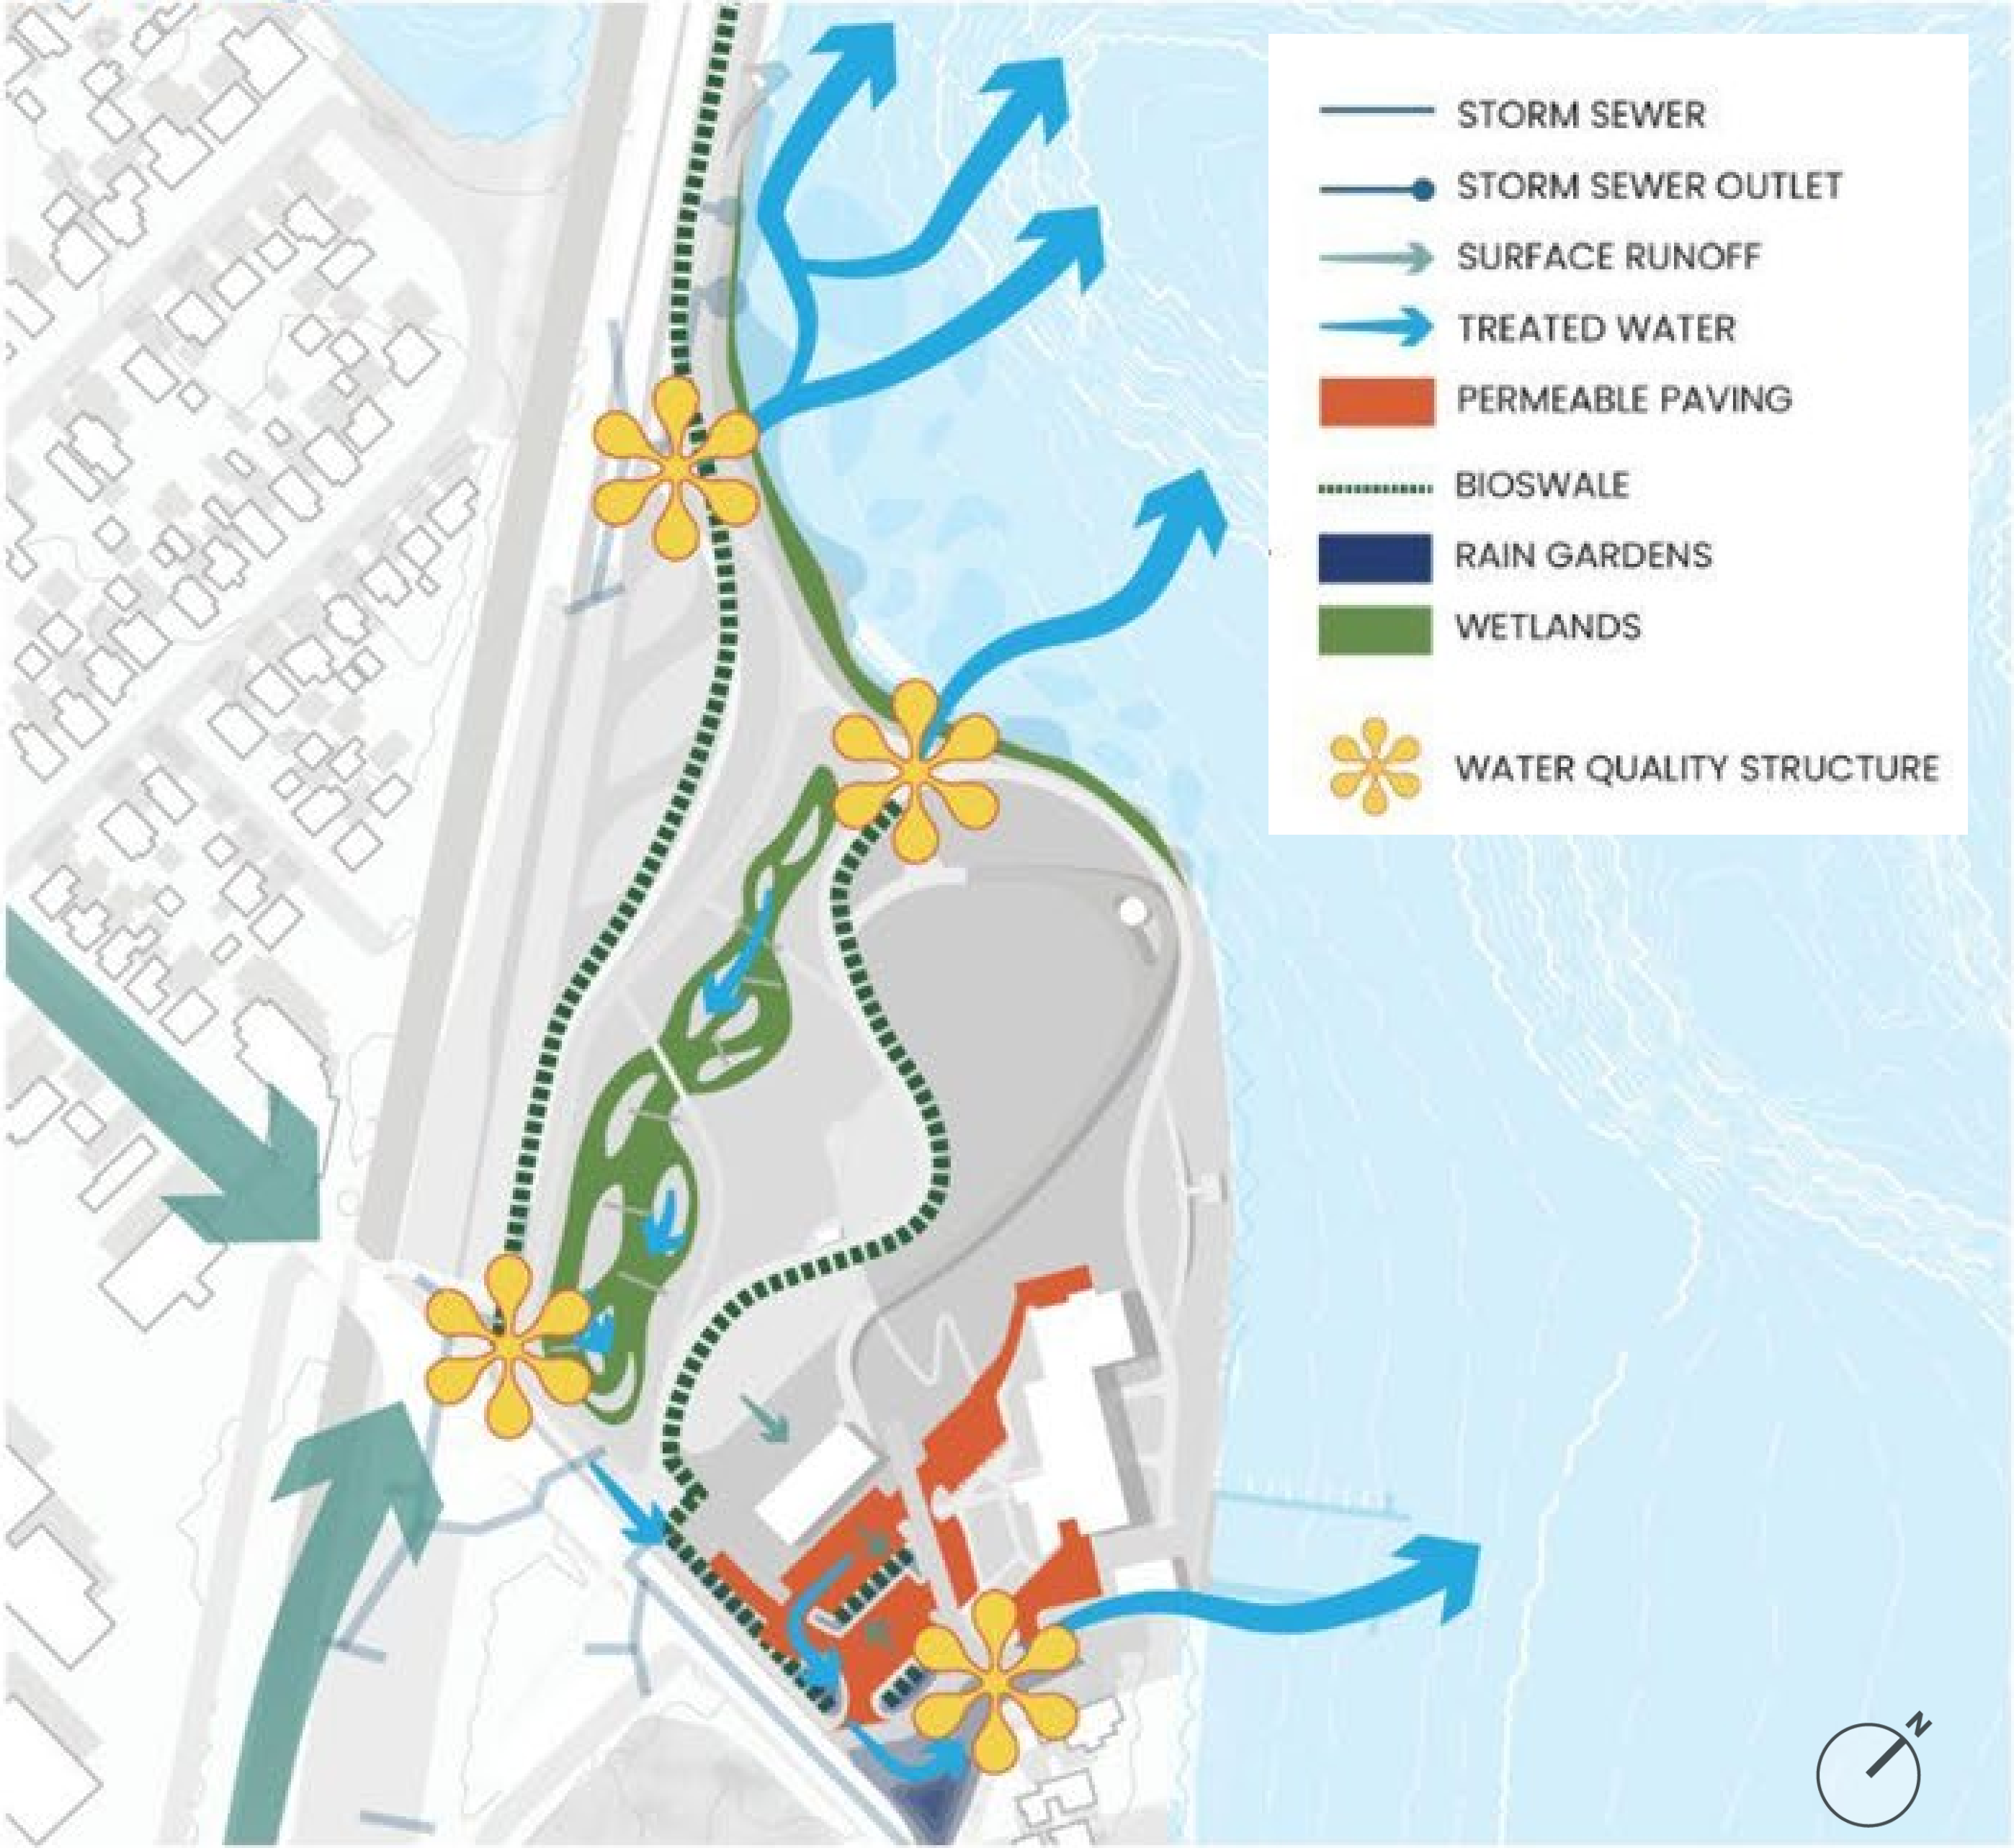 STORM SEWER
STORM SEWER OUTLET
SURFACE RUNOFF
TREATED WATER
PERMEABLE PAVING
BIOSWALE
RAIN GARDENS
WETLANDS
WATER QUALITY STRUCTURE
N